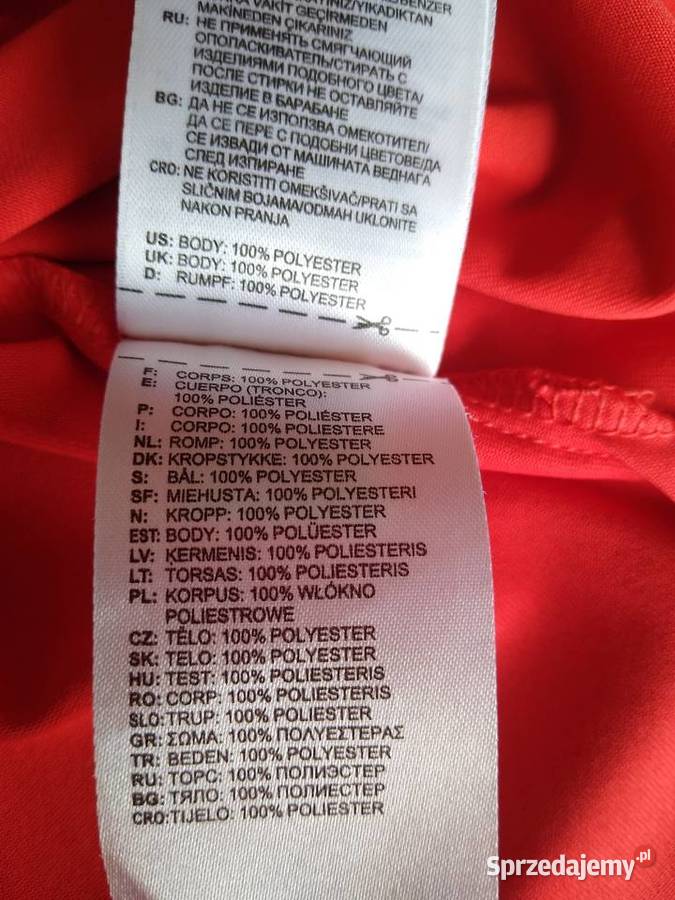 VAKİT GEÇİRMEDEN
MAKİNEDEN ÇIKARINIZ
RU: НЕ ПРИМЕНЯТЬ СМЯГЧАЮЩИЙ
ОПОЛАСКИВАТЕЛЬ/СТИРАТЬ С
ИЗДЕЛИЯМИ ПОДОБНОГО ЦВЕТА/
ПОСЛЕ СТИРКИ НЕ ОСТАВЛЯЙТЕ
ИЗДЕЛИЕ В БАРАБАНЕ
BG: ДА НЕ СЕ ИЗПОЛЗВА ОМЕКОТИТЕЛ/
ДА СЕ ПЕРЕ С ПОДОБНИ ЦВЕТОВЕ/ДА
СЕ ИЗВАДИ ОТ МАШИНАТА ВЕДНАГА
СЛЕД ИЗПИРАНЕ
CRO: NE KORISTITI OMEKŠIVAČ/PRATI SA
SLIČNIM BOJAMA/ODMAH UKLONITE
NAKON PRANJA
US: BODY: 100% POLYESTER
UK: BODY: 100% POLYESTER
D: RUMPF: 100% POLYESTER
F: CORPS: 100% POLYESTER
E: CUERPO (TRONCO):
100% POLIÉSTER
P: CORPO: 100% POLIÉSTER
I: CORPO: 100% POLIESTERE
NL: ROMP: 100% POLYESTER
DK: KROPSTYKKE: 100% POLYESTER
S: BÅL: 100% POLYESTER
SF: MIEHUSTA: 100% POLYESTERI
N: KROPP: 100% POLYESTER
EST: BODY: 100% POLÜESTER
LV: ĶERMENIS: 100% POLIESTERIS
LT: TORSAS: 100% POLIESTERIS
PL: KORPUS: 100% WŁÓKNO
POLIESTROWE
CZ: TĚLO: 100% POLYESTER
SK: TELO: 100% POLYESTER
HU: TEST: 100% POLIESTERIS
RO: CORP: 100% POLIESTERIS
SLO: TRUP: 100% POLIESTER
GR: ΣΩΜΑ: 100% ΠΟΛΥΕΣΤΕΡΑΣ
TR: BEDEN: 100% POLYESTER
RU: ТОРС: 100% ПОЛИЭСТЕР
BG: ТЯЛО: 100% ПОЛИЕСТЕР
CRO: TIJELO: 100% POLIESTER
Sprzedajemy.pl